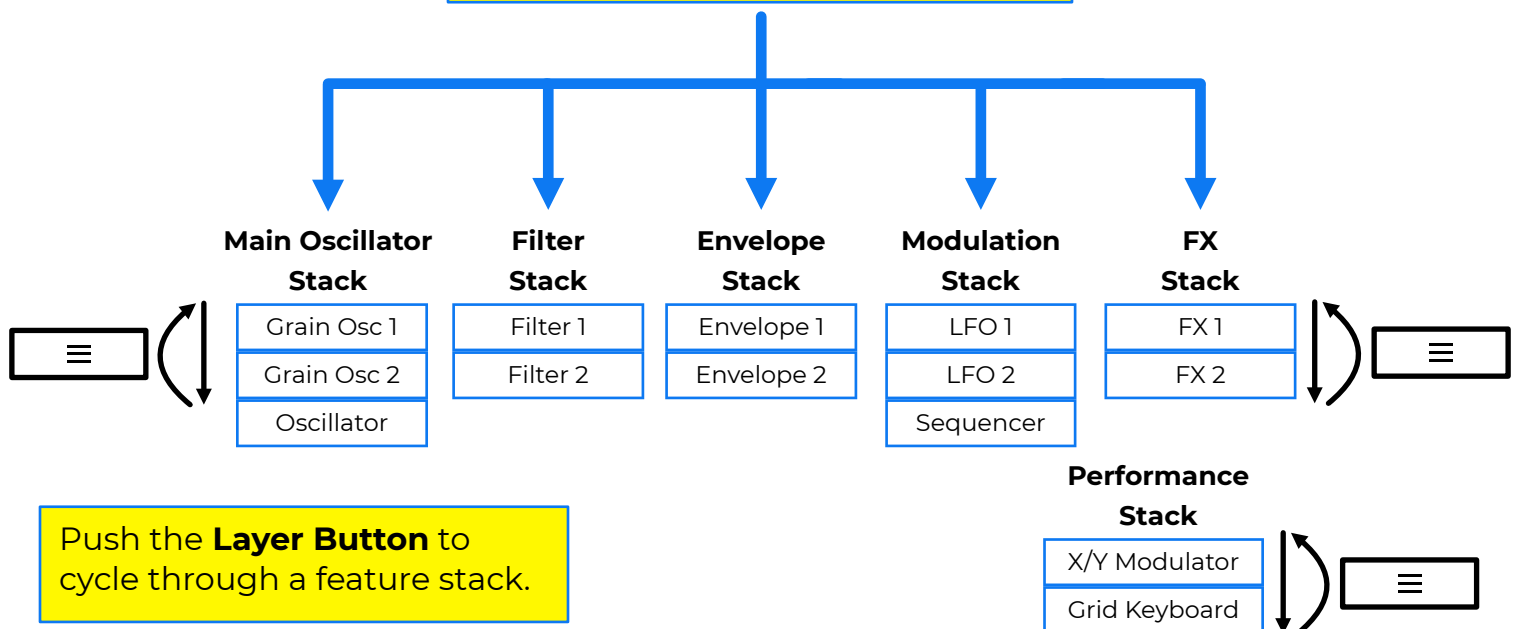 Main Oscillator
Stack
Filter
Stack
Envelope
Stack
Modulation
Stack
FX
Stack
Grain Osc 1
Grain Osc 2
Oscillator
Filter 1
Filter 2
Envelope 1
Envelope 2
LFO 1
LFO 2
Sequencer
FX 1
FX 2
Performance
Stack
X/Y Modulator
Grid Keyboard
Push the Layer Button to
cycle through a feature stack.